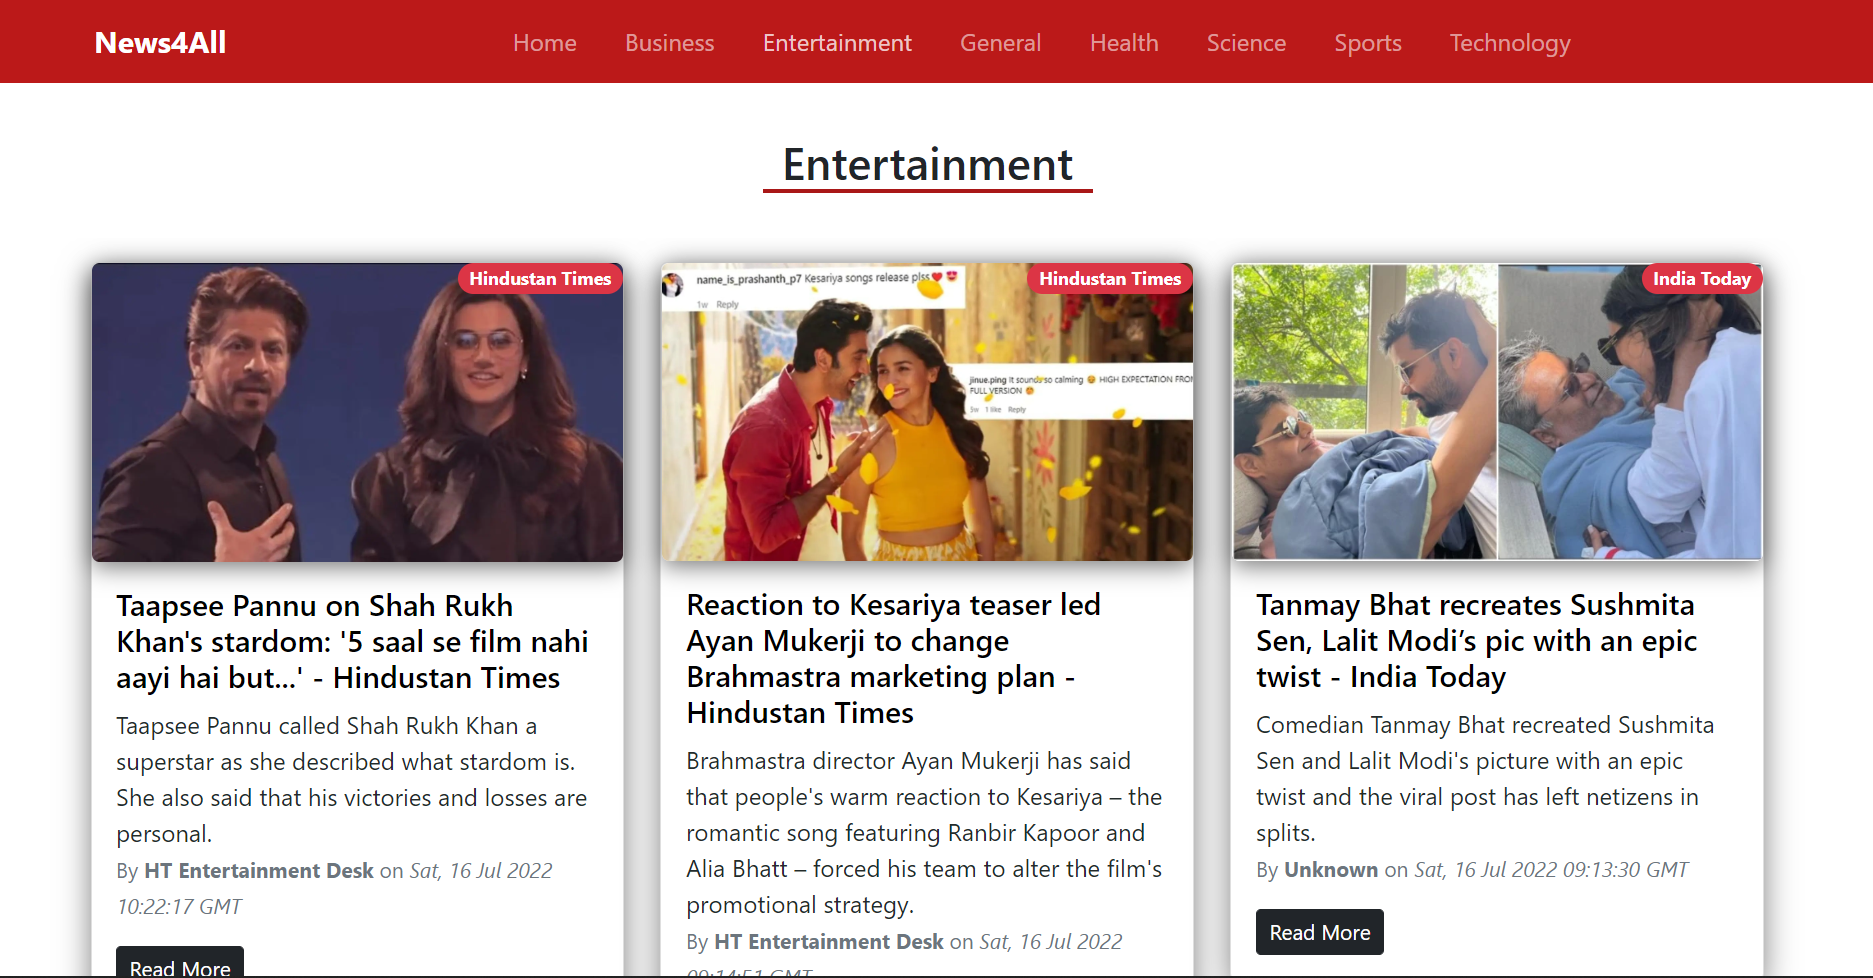 News4All
Home Business Entertainment General Health Science Sports Technology
Entertainment
Hindustan Times
Taapsee Pannu on Shah Rukh
Khan's stardom: '5 saal se film nahi
aayi hai but...' - Hindustan Times
Taapsee Pannu called Shah Rukh Khan a
superstar as she described what stardom is.
She also said that his victories and losses are
personal.
By HT Entertainment Desk on Sat, 16 Jul 2022
10:22:17 GMT
Read More
Hindustan Times
name_is_prashanth_p7 Kesariya songs release plss❤️😍
1w Reply
jinue.ping It sounds so calming HIGH EXPECTATION FROM
FULL VERSION
5w 1 like Reply
Reaction to Kesariya teaser led
Ayan Mukerji to change
Brahmastra marketing plan -
Hindustan Times
Brahmastra director Ayan Mukerji has said
that people's warm reaction to Kesariya – the
romantic song featuring Ranbir Kapoor and
Alia Bhatt – forced his team to alter the film's
promotional strategy.
By HT Entertainment Desk on Sat, 16 Jul 2022
09:14:51 GMT
India Today
Tanmay Bhat recreates Sushmita
Sen, Lalit Modi’s pic with an epic
twist - India Today
Comedian Tanmay Bhat recreated Sushmita
Sen and Lalit Modi's picture with an epic
twist and the viral post has left netizens in
splits.
By Unknown on Sat, 16 Jul 2022 09:13:30 GMT
Read More